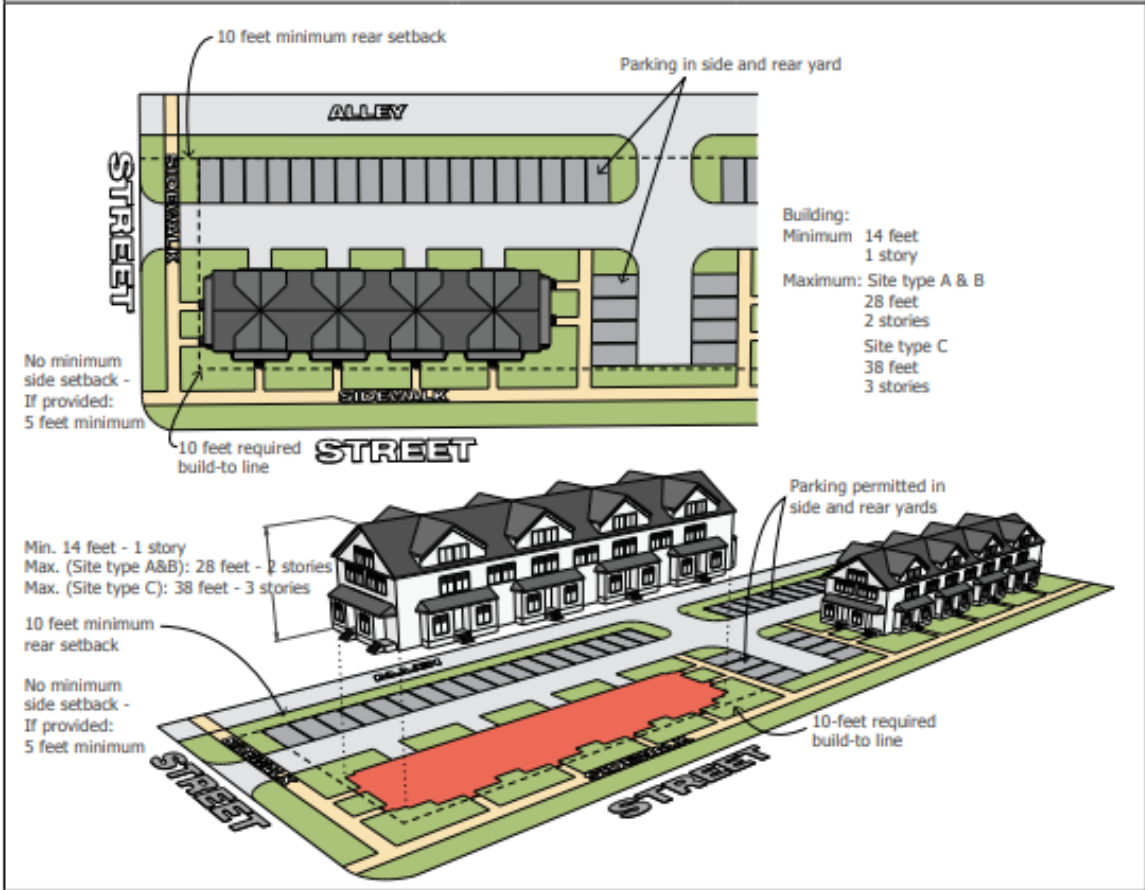 10 feet minimum rear setback
Parking in side and rear yard
ALLEY
STREET
SIDEWALK
Building:
Minimum 14 feet
1 story
Maximum: Site type A & B
28 feet
2 stories
Site type C
38 feet
3 stories
No minimum
side setback -
If provided:
5 feet minimum
SIDEWALK
10 feet required
build-to line
STREET
Parking permitted in
side and rear yards
Min. 14 feet - 1 story
Max. (Site type A&B): 28 feet - 2 stories
Max. (Site type C): 38 feet - 3 stories
10 feet minimum
rear setback
ALLEY
No minimum
side setback -
If provided:
5 feet minimum
SIDEWALK
STREET
10-feet required
build-to line
SIDEWALK
STREET